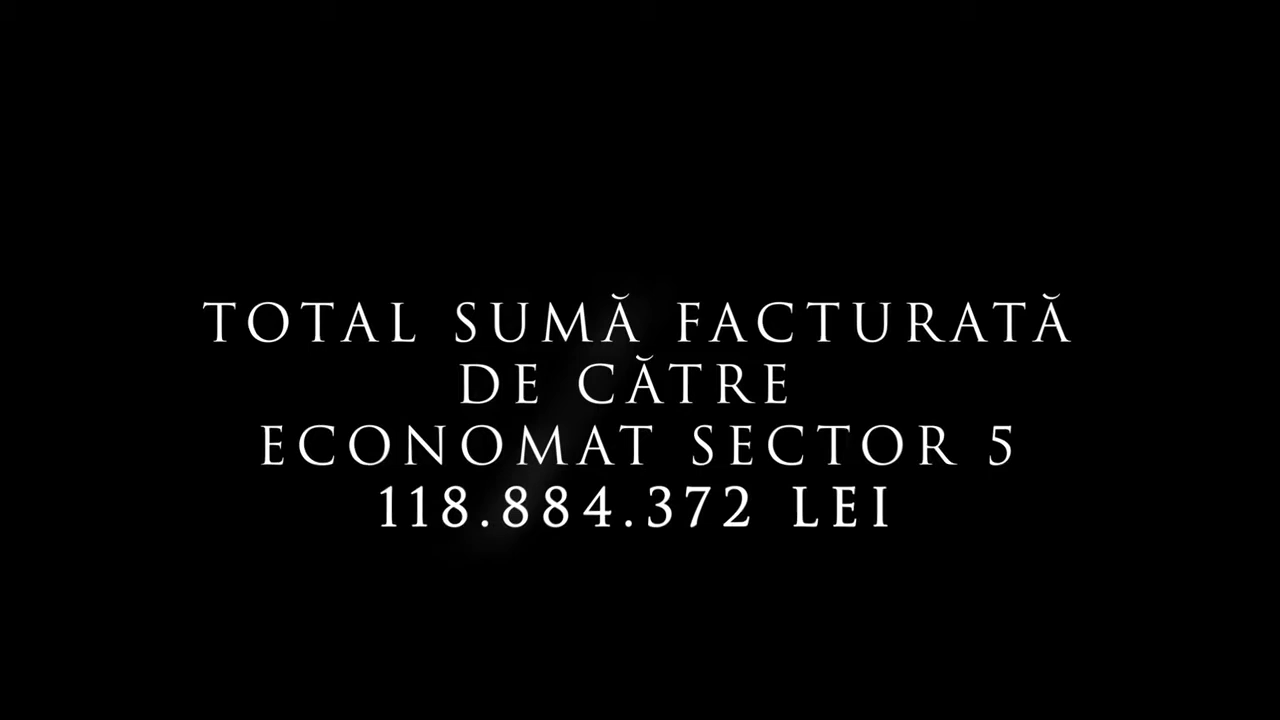 TOTAL SUMĂ FACTURATĂ
DE CĂTRE
ECONOMAT SECTOR 5
118.884.372 LEI